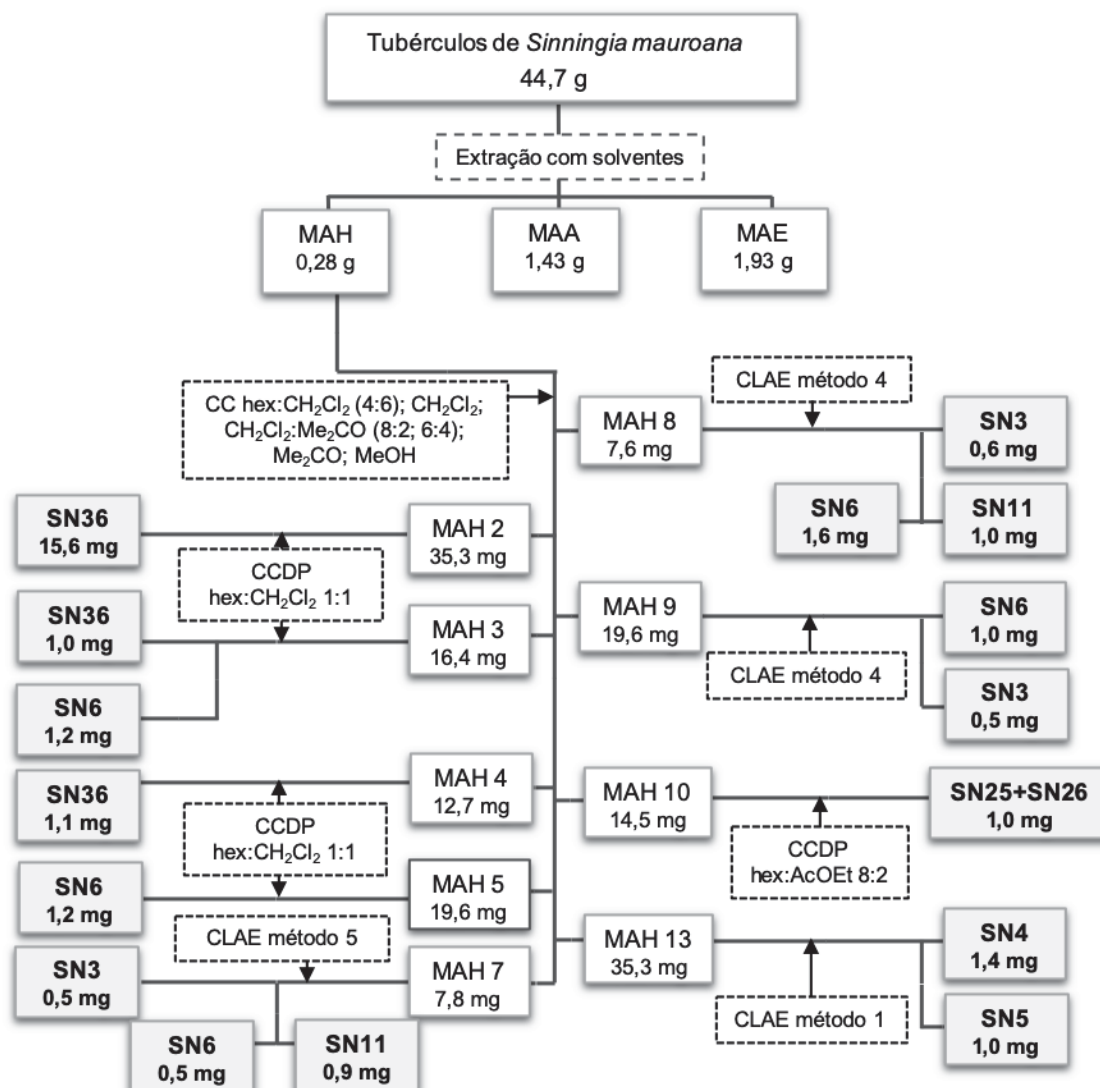 Tubérculos de Sinningia mauroana
44,7 g
Extração com solventes
MAH
0,28 g
MAA
1,43 g
MAE
1,93 g
CC hex:CH₂Cl₂ (4:6); CH₂Cl₂;
CH₂Cl₂:Me₂CO (8:2; 6:4);
Me₂CO; MeOH
CLAE método 4
MAH 8
7,6 mg
SN3
0,6 mg
SN6
1,6 mg
SN11
1,0 mg
SN36
15,6 mg
MAH 2
35,3 mg
CCDP
hex:CH₂Cl₂ 1:1
SN36
1,0 mg
MAH 3
16,4 mg
SN6
1,2 mg
MAH 9
19,6 mg
SN6
1,0 mg
CLAE método 4
SN3
0,5 mg
SN36
1,1 mg
MAH 4
12,7 mg
CCDP
hex:CH₂Cl₂ 1:1
SN6
1,2 mg
MAH 5
19,6 mg
MAH 10
14,5 mg
SN25+SN26
1,0 mg
CCDP
hex:AcOEt 8:2
CLAE método 5
SN3
0,5 mg
MAH 7
7,8 mg
SN6
0,5 mg
SN11
0,9 mg
MAH 13
35,3 mg
SN4
1,4 mg
CLAE método 1
SN5
1,0 mg